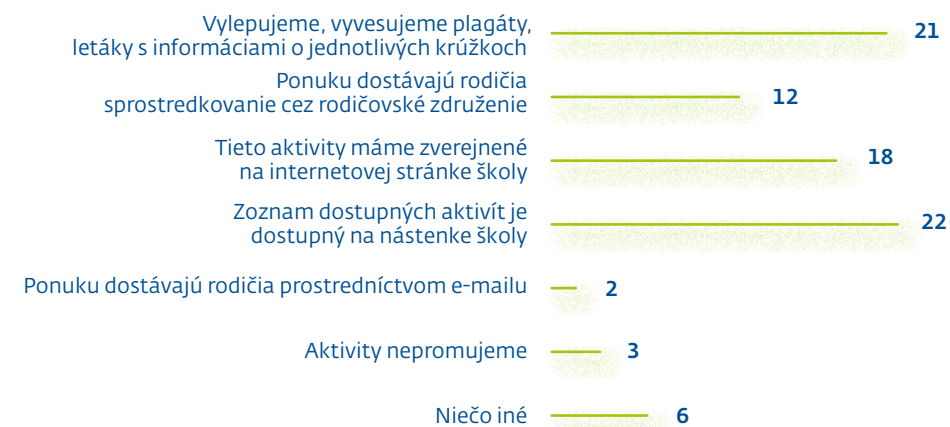 Vylepujeme, vyvesujeme plagáty,
letáky s informáciami o jednotlivých krúžkoch
21
Ponuku dostávajú rodičia
sprostredkovanie cez rodičovské združenie
12
Tieto aktivity máme zverejnené
na internetovej stránke školy
18
Zoznam dostupných aktivít je
dostupný na nástenke školy
22
Ponuku dostávajú rodičia prostredníctvom e-mailu
2
Aktivity nepromujeme
3
Niečo iné
6